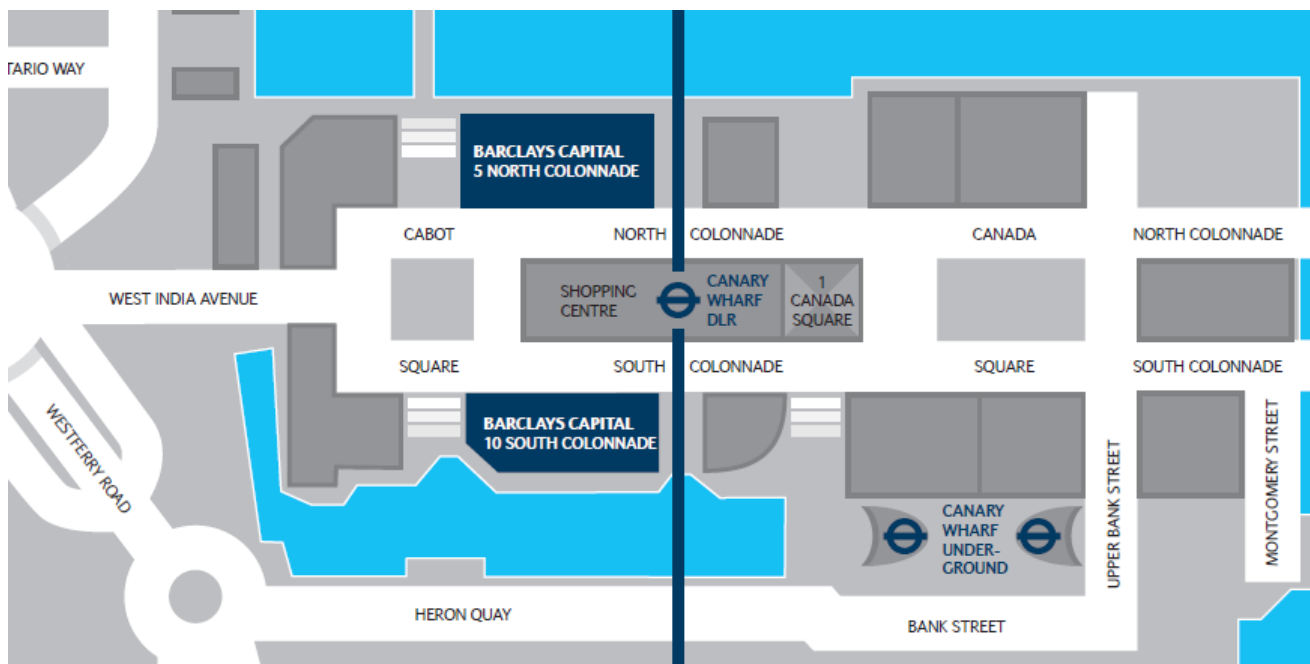 TARIO WAY
BARCLAYS CAPITAL
5 NORTH COLONNADE
CABOT
NORTH COLONNADE
CANADA
NORTH COLONNADE
WEST INDIA AVENUE
SHOPPING
CENTRE
CANARY
WHARF
DLR
1
CANADA
SQUARE
SQUARE
SOUTH COLONNADE
SQUARE
SOUTH COLONNADE
BARCLAYS CAPITAL
10 SOUTH COLONNADE
WESTFERRY ROAD
CANARY
WHARF
UNDER-
GROUND
UPPER BANK STREET
MONTGOMERY STREET
HERON QUAY
BANK STREET